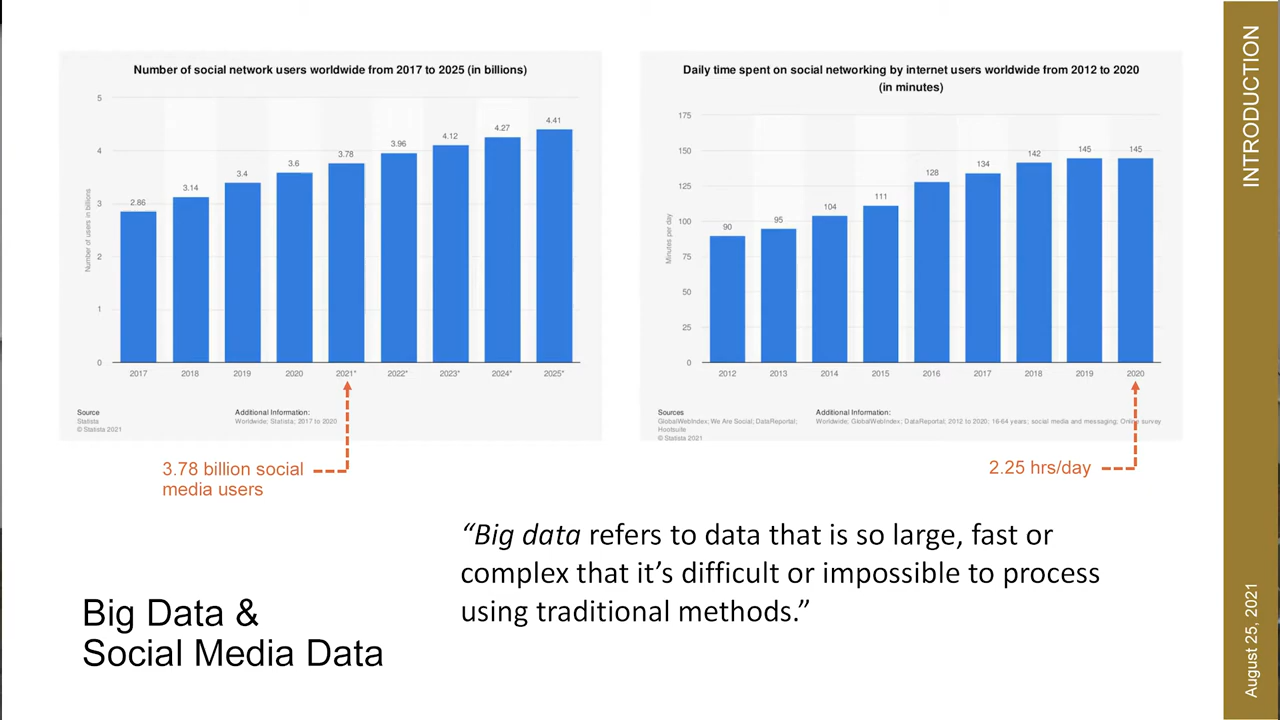 Number of social network users worldwide from 2017 to 2025 (in billions)
Number of users in billions
5
4
3
2
1
0
2.86
3.14
3.4
3.6
3.78
3.96
4.12
4.27
4.41
2017
2018
2019
2020
2021*
2022*
2023*
2024*
2025*
Source
Statista
© Statista 2021
Additional Information:
Worldwide; Statista; 2017 to 2020
3.78 billion social
media users
Daily time spent on social networking by internet users worldwide from 2012 to 2020
(in minutes)
Minutes per day
175
150
125
100
75
50
25
0
90
95
104
111
128
134
142
145
145
2012
2013
2014
2015
2016
2017
2018
2019
2020
Sources
GlobalWebIndex; We Are Social; DataReportal;
Hootsuite
© Statista 2021
Additional Information:
Worldwide; GlobalWebIndex; DataReportal; 2012 to 2020; 16-64 years; social media and messaging; Online survey
2.25 hrs/day
“Big data refers to data that is so large, fast or
complex that it’s difficult or impossible to process
using traditional methods.”
Big Data &
Social Media Data
INTRODUCTION
August 25, 2021